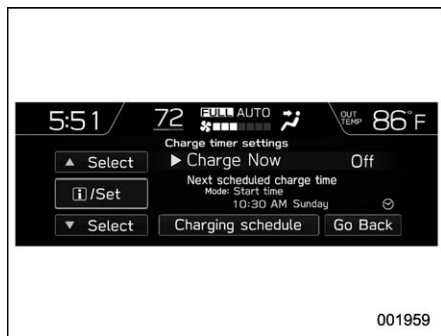 5:51 72 FULL AUTO OUT TEMP 86°F
Charge timer settings
▲ Select ▶ Charge Now Off
Next scheduled charge time
i/Set Mode: Start time
10:30 AM Sunday
▼ Select Charging schedule Go Back
001959